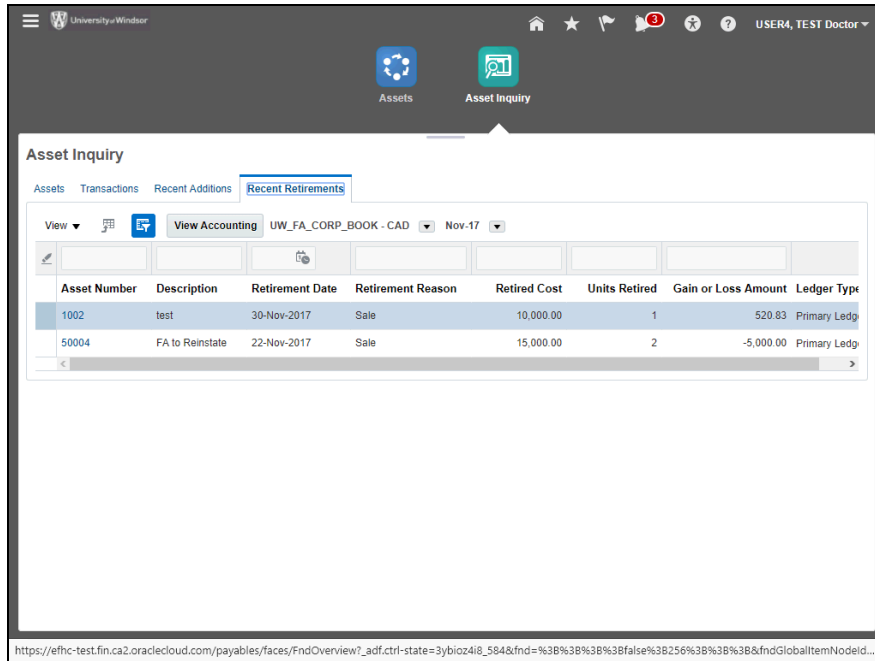 University of Windsor
3
USER4, TEST Doctor
Assets
Asset Inquiry
Asset Inquiry
Assets Transactions Recent Additions Recent Retirements
View View Accounting UW_FA_CORP_BOOK - CAD Nov-17
Asset Number Description Retirement Date Retirement Reason Retired Cost Units Retired Gain or Loss Amount Ledger Type
1002 test 30-Nov-2017 Sale 10,000.00 1 520.83 Primary Ledg
50004 FA to Reinstate 22-Nov-2017 Sale 15,000.00 2 -5,000.00 Primary Ledg
https://efhc-test.fin.ca2.oraclecloud.com/payables/faces/FndOverview?_adf.ctrl-state=3ybioz4i8_584&fnd=%3B%3B%3B%3Bfalse%3B256%3B%3B%3B&fndGlobalItemNodeId...